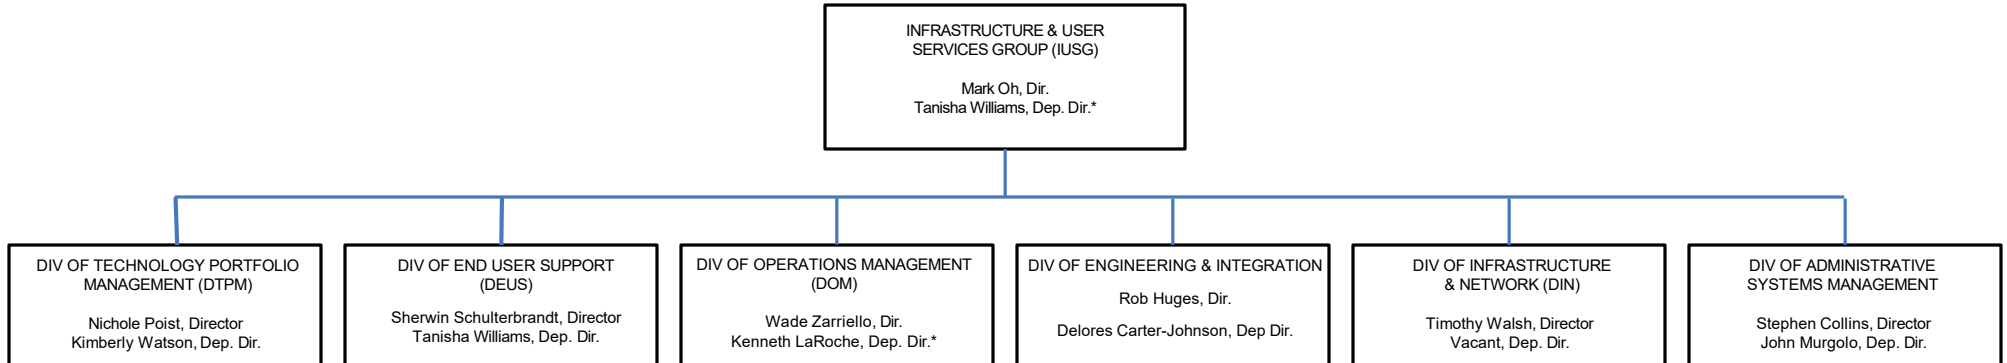 INFRASTRUCTURE & USER
SERVICES GROUP (IUSG)
Mark Oh, Dir.
Tanisha Williams, Dep. Dir.*
DIV OF TECHNOLOGY PORTFOLIO
MANAGEMENT (DTPM)
Nichole Poist, Director
Kimberly Watson, Dep. Dir.
DIV OF END USER SUPPORT
(DEUS)
Sherwin Schulterbrandt, Director
Tanisha Williams, Dep. Dir.
DIV OF OPERATIONS MANAGEMENT
(DOM)
Wade Zarriello, Dir.
Kenneth LaRoche, Dep. Dir.*
DIV OF ENGINEERING & INTEGRATION
Rob Huges, Dir.
Delores Carter-Johnson, Dep Dir.
DIV OF INFRASTRUCTURE
& NETWORK (DIN)
Timothy Walsh, Director
Vacant, Dep. Dir.
DIV OF ADMINISTRATIVE
SYSTEMS MANAGEMENT
Stephen Collins, Director
John Murgolo, Dep. Dir.